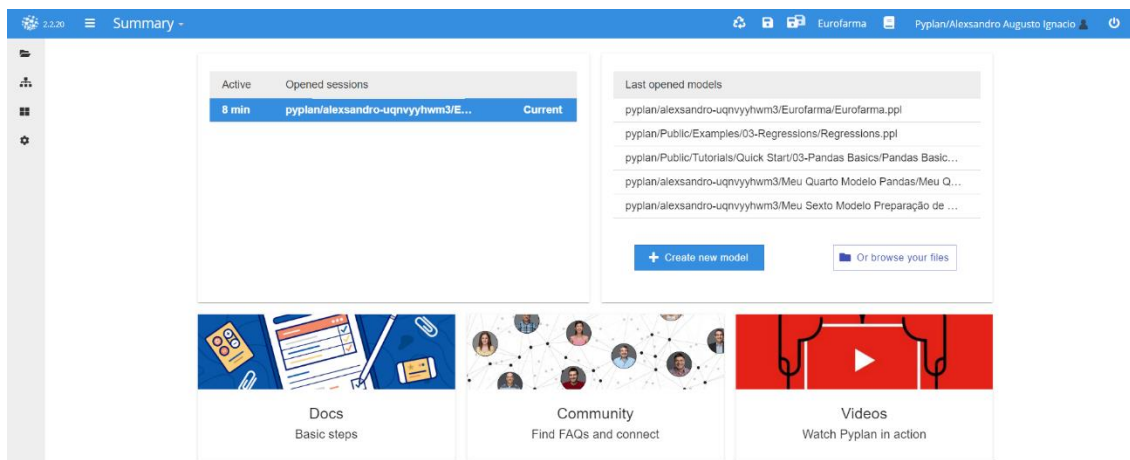 2.2.20 Summary Eurofarma Pyplan/Alexsandro Augusto Ignacio
Active Opened sessions
8 min pyplan/alexsandro-uqnvyyhwm3/E... Current
Last opened models
pyplan/alexsandro-uqnvyyhwm3/Eurofarma/Eurofarma.ppl
pyplan/Public/Examples/03-Regressions/Regressions.ppl
pyplan/Public/Tutorials/Quick Start/03-Pandas Basics/Pandas Basic...
pyplan/alexsandro-uqnvyyhwm3/Meu Quarto Modelo Pandas/Meu Q...
pyplan/alexsandro-uqnvyyhwm3/Meu Sexto Modelo Preparação de ...
+ Create new model Or browse your files
Docs
Basic steps
Community
Find FAQs and connect
Videos
Watch Pyplan in action